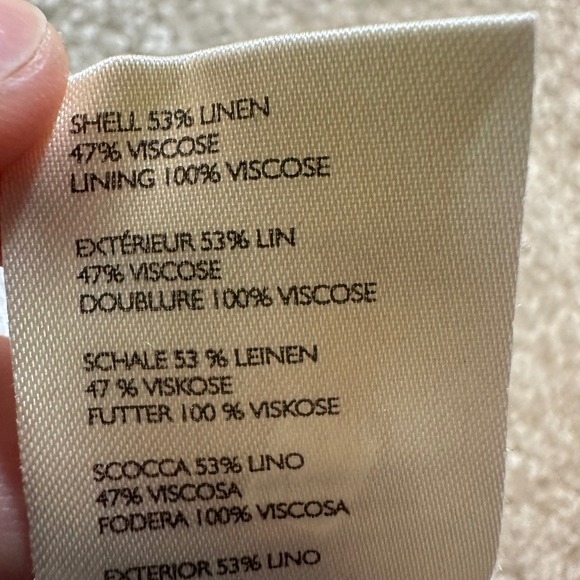 SHELL 53% LINEN
47% VISCOSE
LINING 100% VISCOSE
EXTÉRIEUR 53% LIN
47% VISCOSE
DOUBLURE 100% VISCOSE
SCHALE 53 % LEINEN
47 % VISKOSE
FUTTER 100 % VISKOSE
SCOCCA 53% LINO
47% VISCOSA
FODERA 100% VISCOSA
EXTERIOR 53% LINO